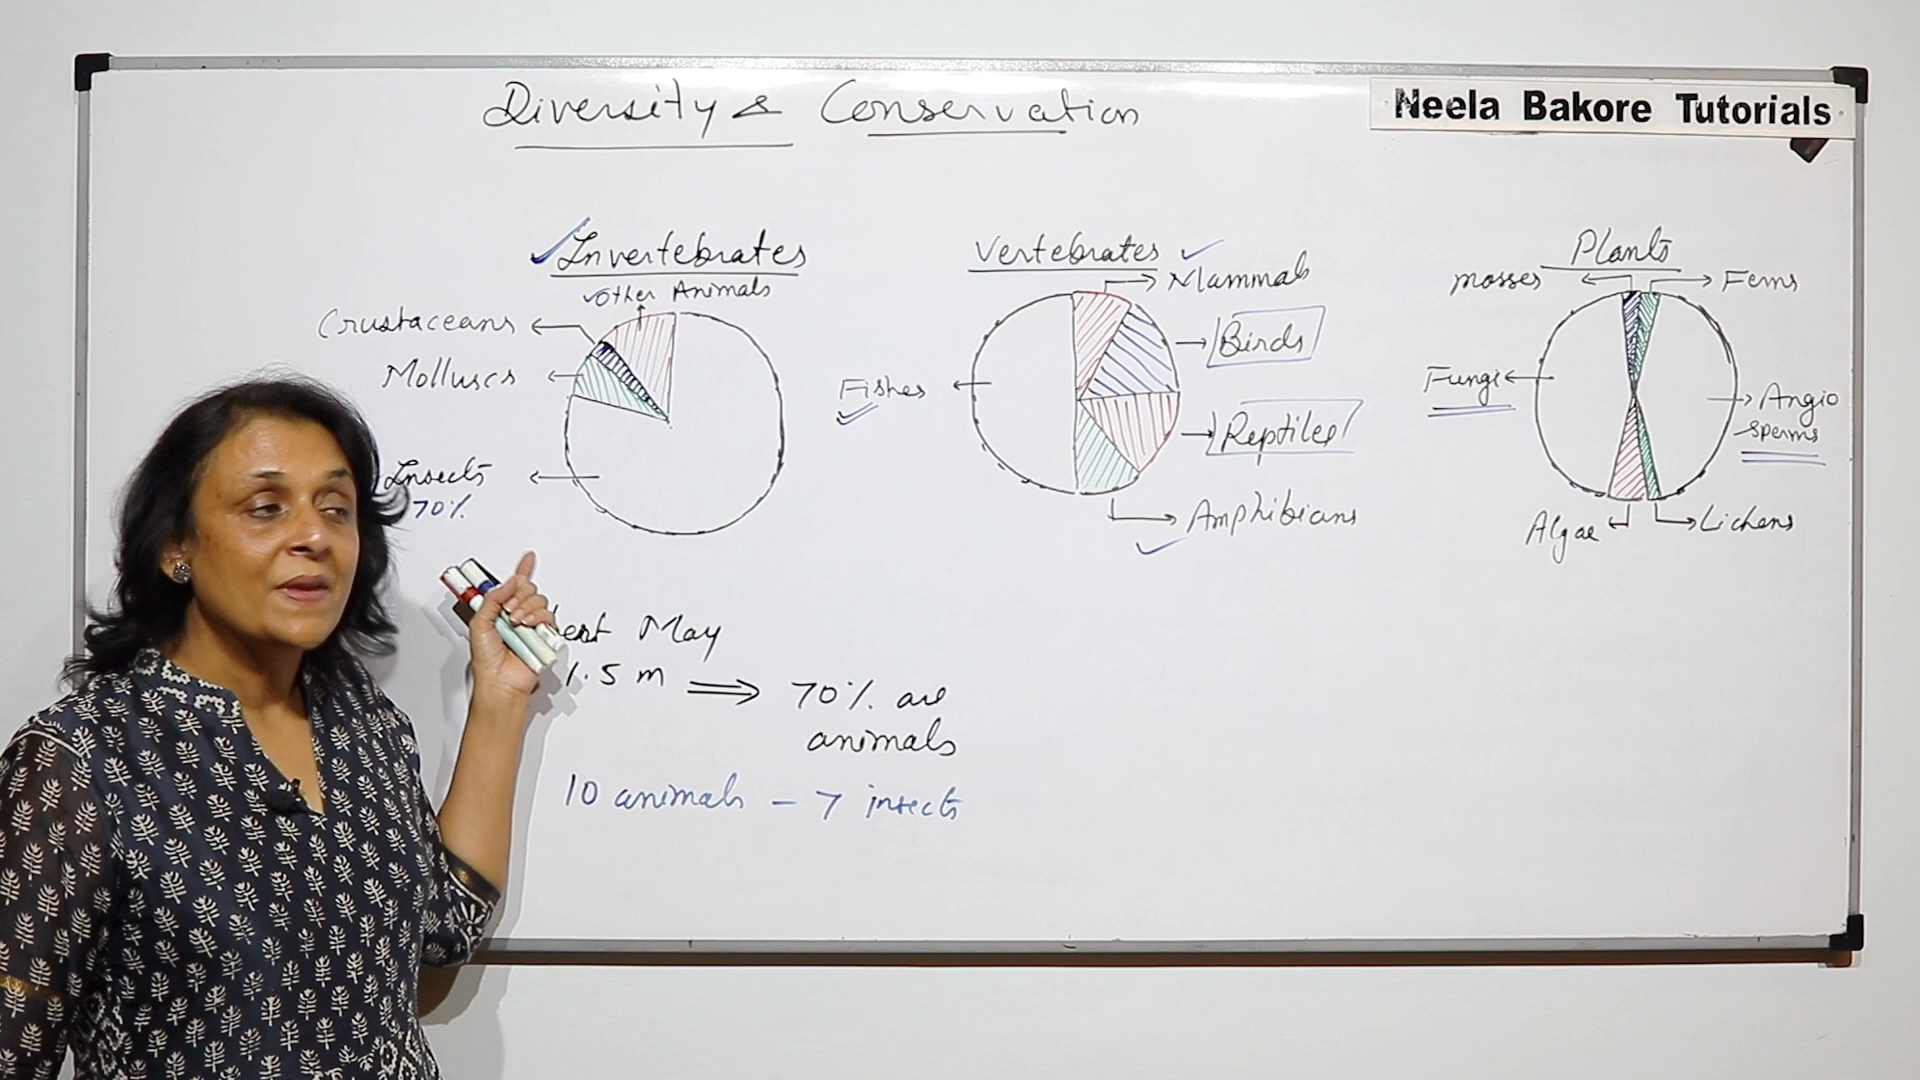 Diversity & Conservation
Neela Bakore Tutorials
Invertebrates
Other Animals
Crustaceans
Molluscs
Insects
70%
Vertebrates
Mammals
Birds
Fishes
Reptiles
Amphibians
Plants
Mosses
Ferns
Fungi
Angio
sperms
Algae
Lichens
May
1.5 m ⟹ 70% are
animals
10 animals - 7 insects